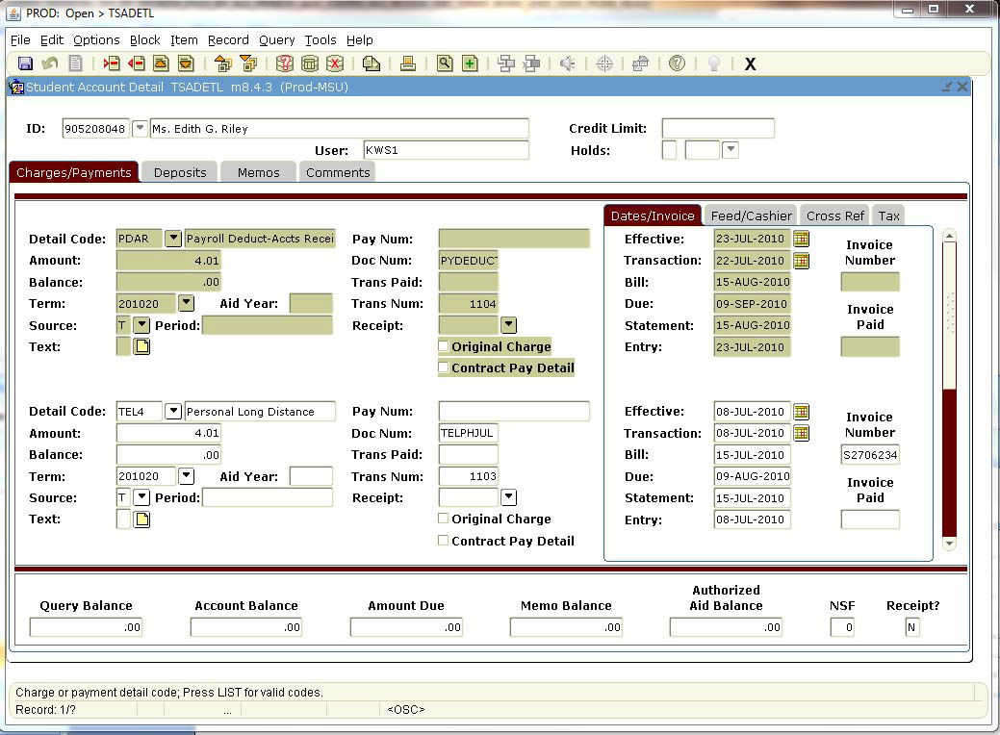 PROD: Open > TSADETL
File Edit Options Block Item Record Query Tools Help
X
Student Account Detail TSADETL m8.4.3 (Prod-MSU)
ID: 905208048 Ms. Edith G. Riley Credit Limit:
User: KWS1 Holds:
Charges/Payments Deposits Memos Comments
Dates/Invoice Feed/Cashier Cross Ref Tax
Detail Code: PDAR Payroll Deduct-Accts Recei Pay Num:
Amount: 4.01 Doc Num: PYDEDUCT
Balance: .00 Trans Paid:
Term: 201020 Aid Year: Trans Num: 1104
Source: T Period: Receipt:
Text: Original Charge
Contract Pay Detail
Effective: 23-JUL-2010
Transaction: 22-JUL-2010
Bill: 15-AUG-2010
Due: 09-SEP-2010
Statement: 15-AUG-2010
Entry: 23-JUL-2010
Invoice
Number
Invoice
Paid
Detail Code: TEL4 Personal Long Distance Pay Num:
Amount: 4.01 Doc Num: TELPHJUL
Balance: .00 Trans Paid:
Term: 201020 Aid Year: Trans Num: 1103
Source: T Period: Receipt:
Text: Original Charge
Contract Pay Detail
Effective: 08-JUL-2010
Transaction: 08-JUL-2010
Bill: 15-JUL-2010
Due: 09-AUG-2010
Statement: 15-JUL-2010
Entry: 08-JUL-2010
Invoice
Number
S2706234
Invoice
Paid
Query Balance Account Balance Amount Due Memo Balance Authorized
Aid Balance NSF Receipt?
.00 .00 .00 .00 .00 0 N
Charge or payment detail code; Press LIST for valid codes.
Record: 1/? ... <OSC>